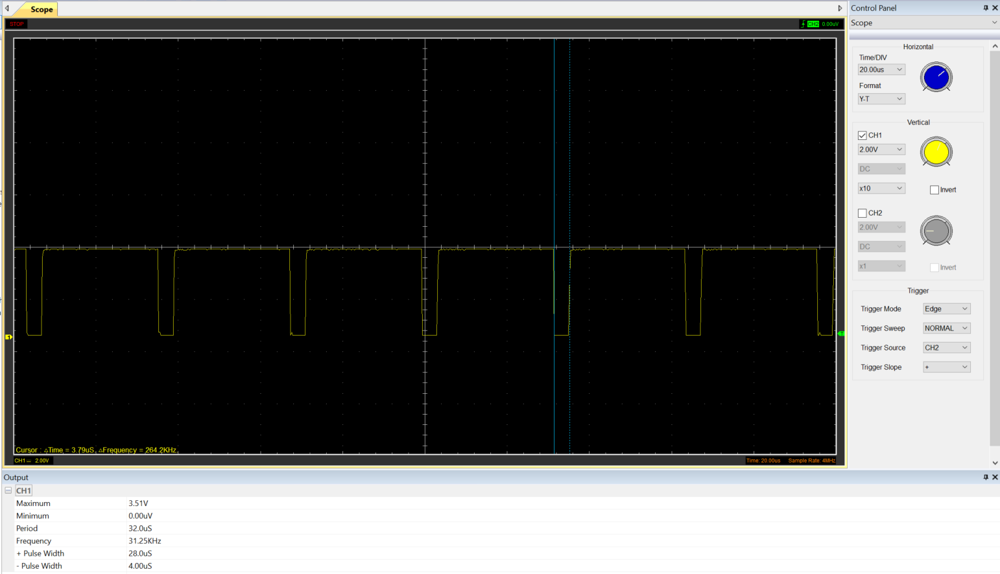 Scope
Control Panel
STOP
CH2 0.00uV
Scope
Horizontal
Time/DIV
20.00us
Format
Y-T
Vertical
CH1
2.00V
DC
x10
Invert
CH2
2.00V
DC
x1
Invert
Trigger
Trigger Mode Edge
Trigger Sweep NORMAL
Trigger Source CH2
Trigger Slope +
1
T
Cursor : △Time = 3.79uS, △Frequency = 264.2KHz
CH1 2.00V
Time: 20.00us Sample Rate: 4MHz
Output
CH1
Maximum 3.51V
Minimum 0.00uV
Period 32.0uS
Frequency 31.25KHz
+ Pulse Width 28.0uS
- Pulse Width 4.00uS